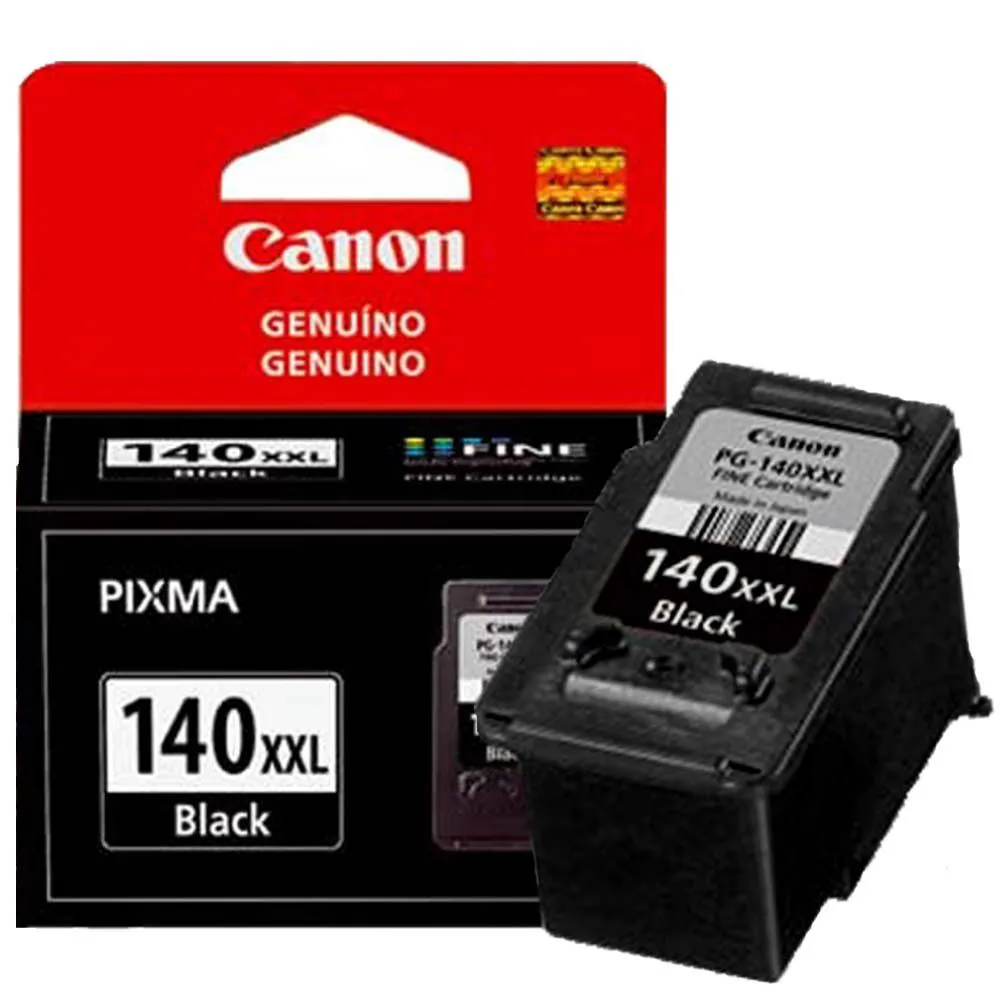 Canon
GENUÍNO
GENUINO
140XXL
Black
FINE
FINE Cartridge
PIXMA
140XXL
Black
Canon
PG-140XXL
FINE Cartridge
Made in Japan
140XXL
Black